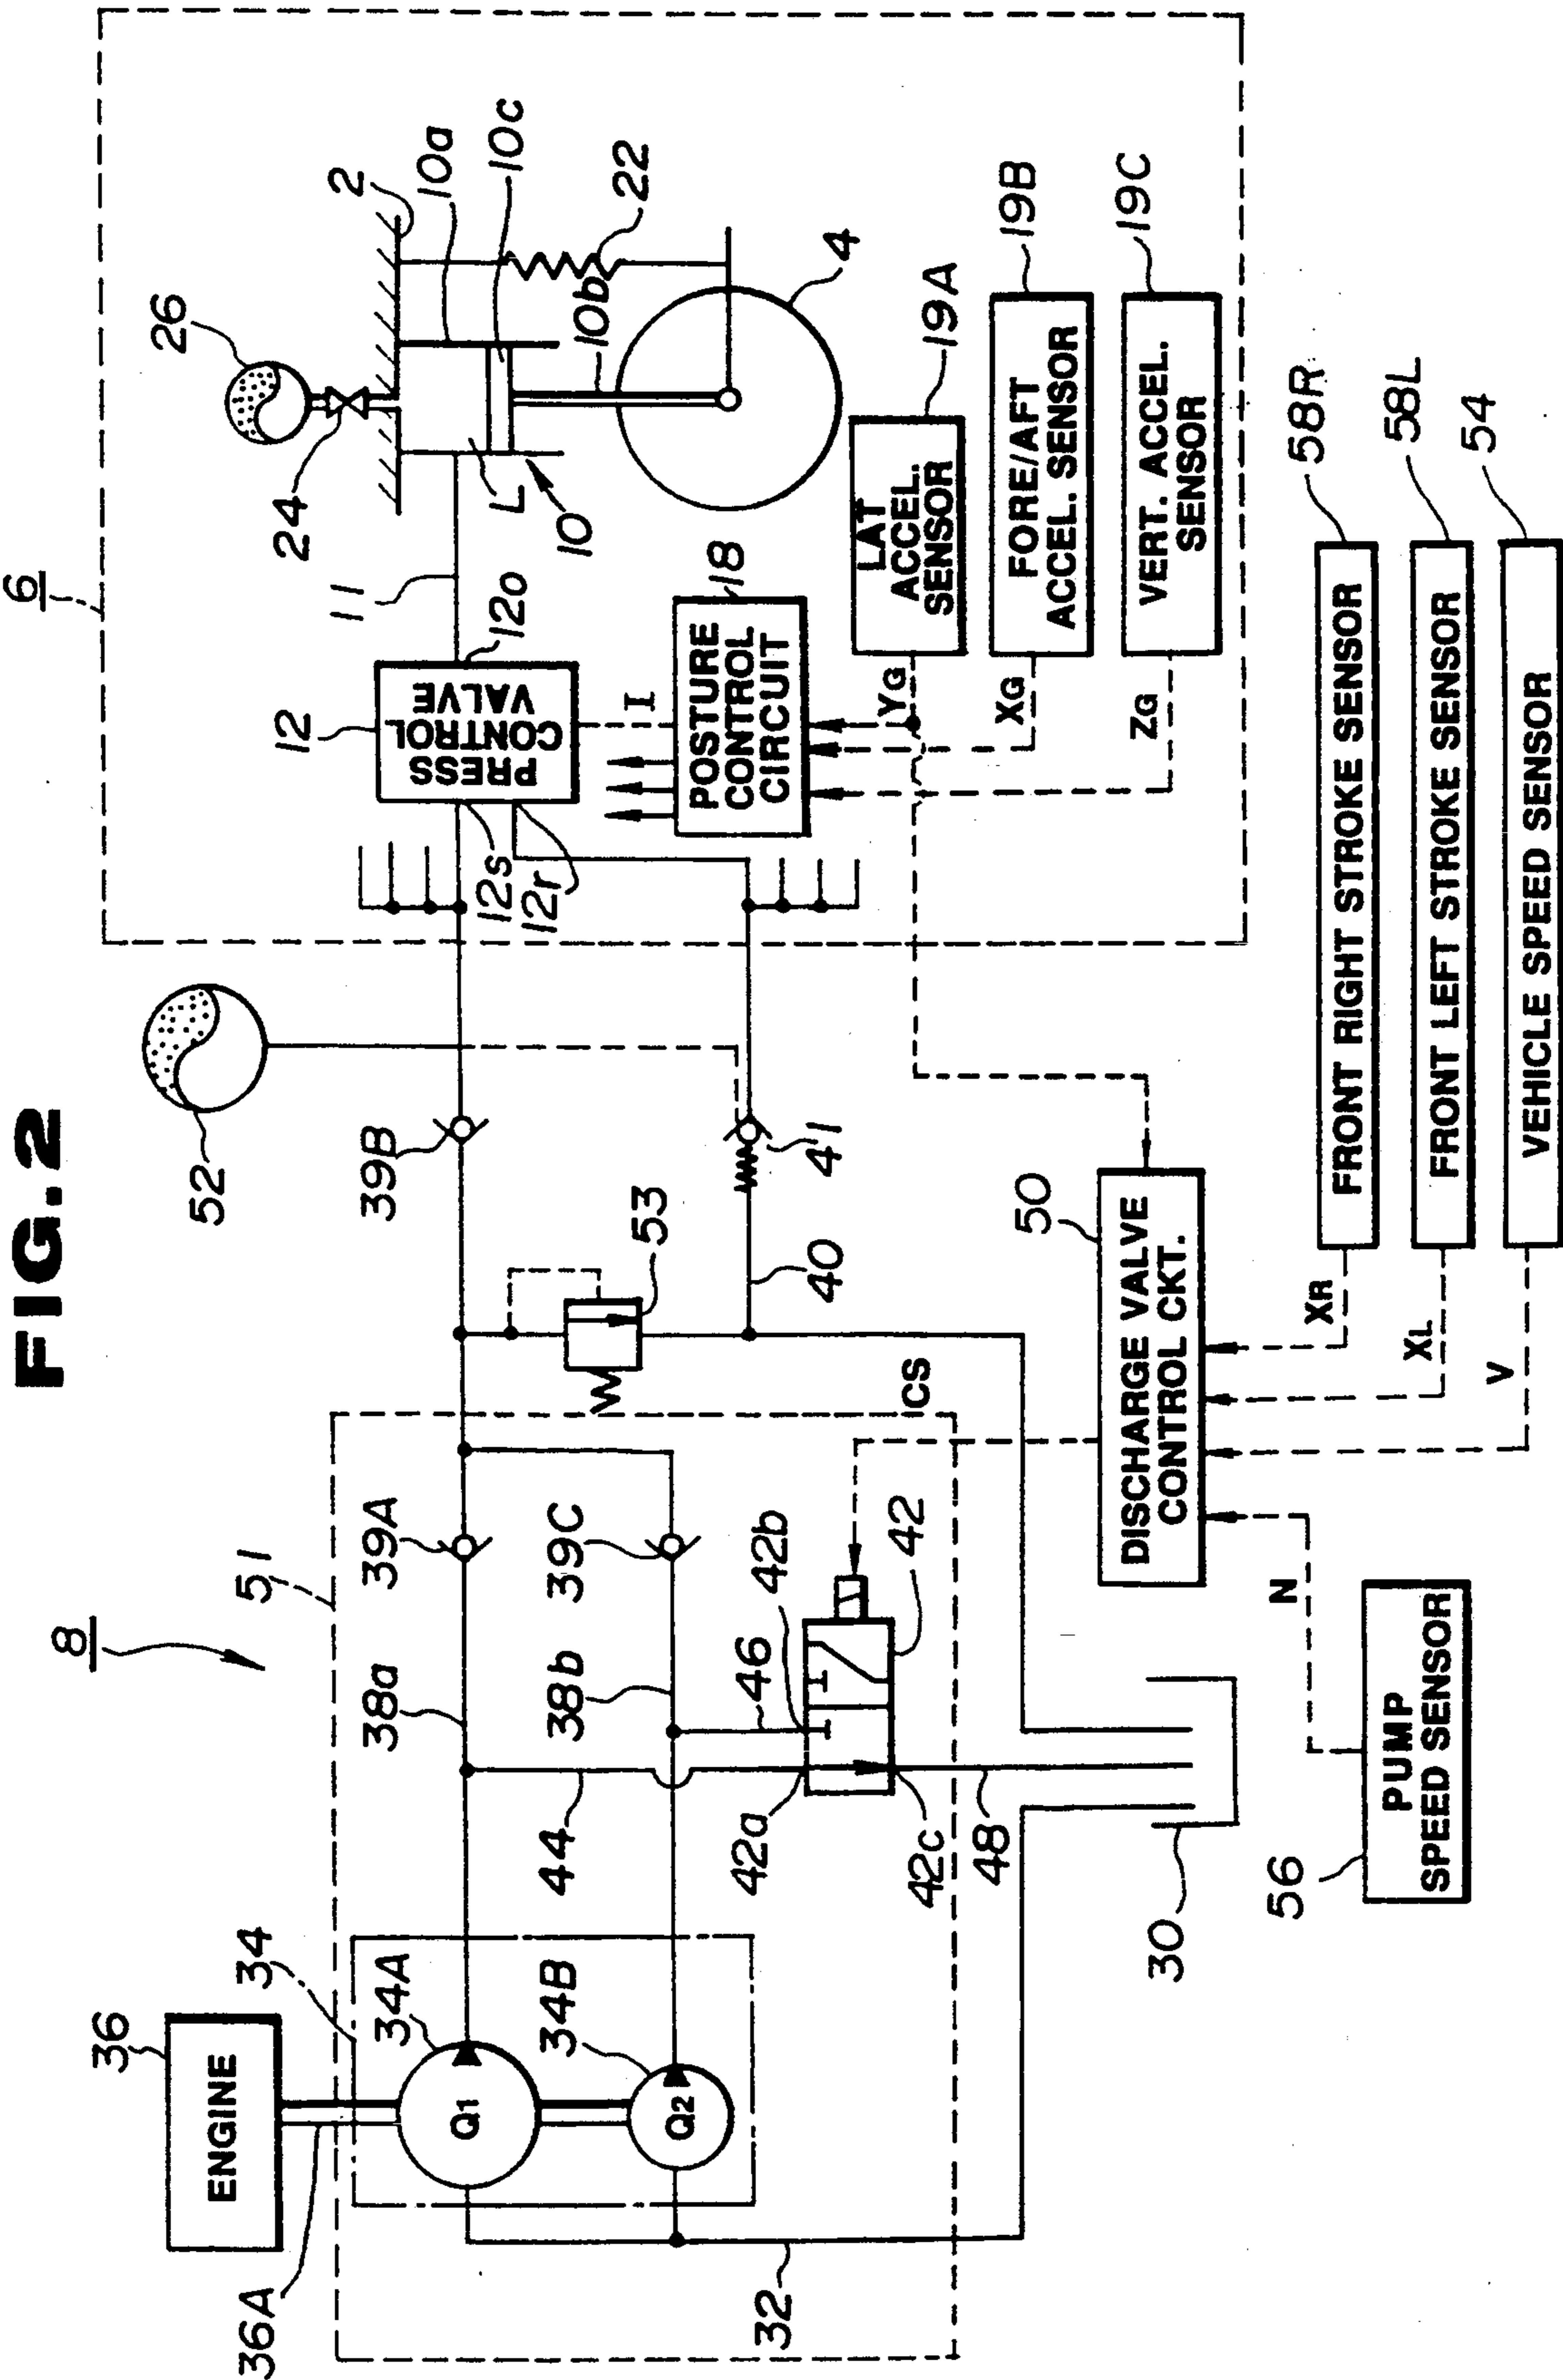 FIG.2
8
6
36
ENGINE
36A
34
51
34A
Q1
34B
Q2
32
38a
39A
38b
39C
44
46
42a
42b
42c
42
48
30
CS
39B
52
53
40
41
12
PRESS
CONTROL
VALVE
12s
12r
12o
11
I
18
POSTURE
CONTROL
CIRCUIT
24
26
2
10a
10c
10b
22
L
10
4
19A
LAT
ACCEL.
SENSOR
YG
19B
FORE/AFT
ACCEL. SENSOR
XG
19C
VERT. ACCEL.
SENSOR
ZG
50
DISCHARGE VALVE
CONTROL CKT.
56
PUMP
SPEED SENSOR
N
58R
FRONT RIGHT STROKE SENSOR
XR
58L
FRONT LEFT STROKE SENSOR
XL
54
VEHICLE SPEED SENSOR
V